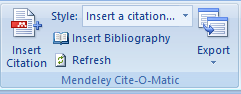 Style: Insert a citation...
Insert Bibliography
Refresh
Insert
Citation
Export
Mendeley Cite-O-Matic